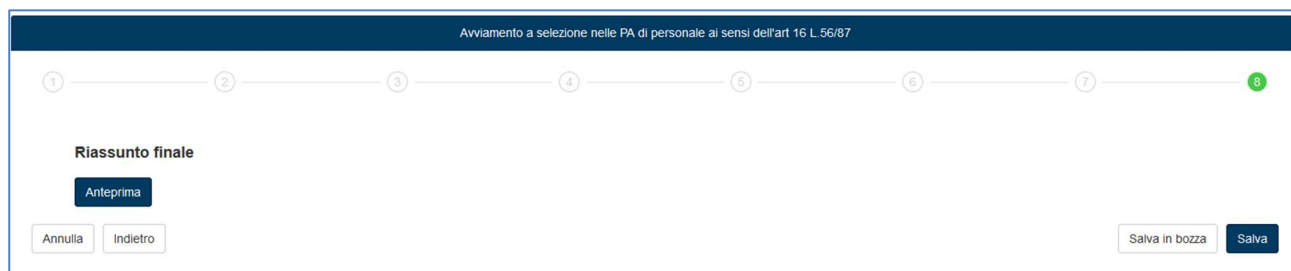 Avviamento a selezione nelle PA di personale ai sensi dell'art 16 L.56/87
1 2 3 4 5 6 7 8
Riassunto finale
Anteprima
Annulla Indietro Salva in bozza Salva